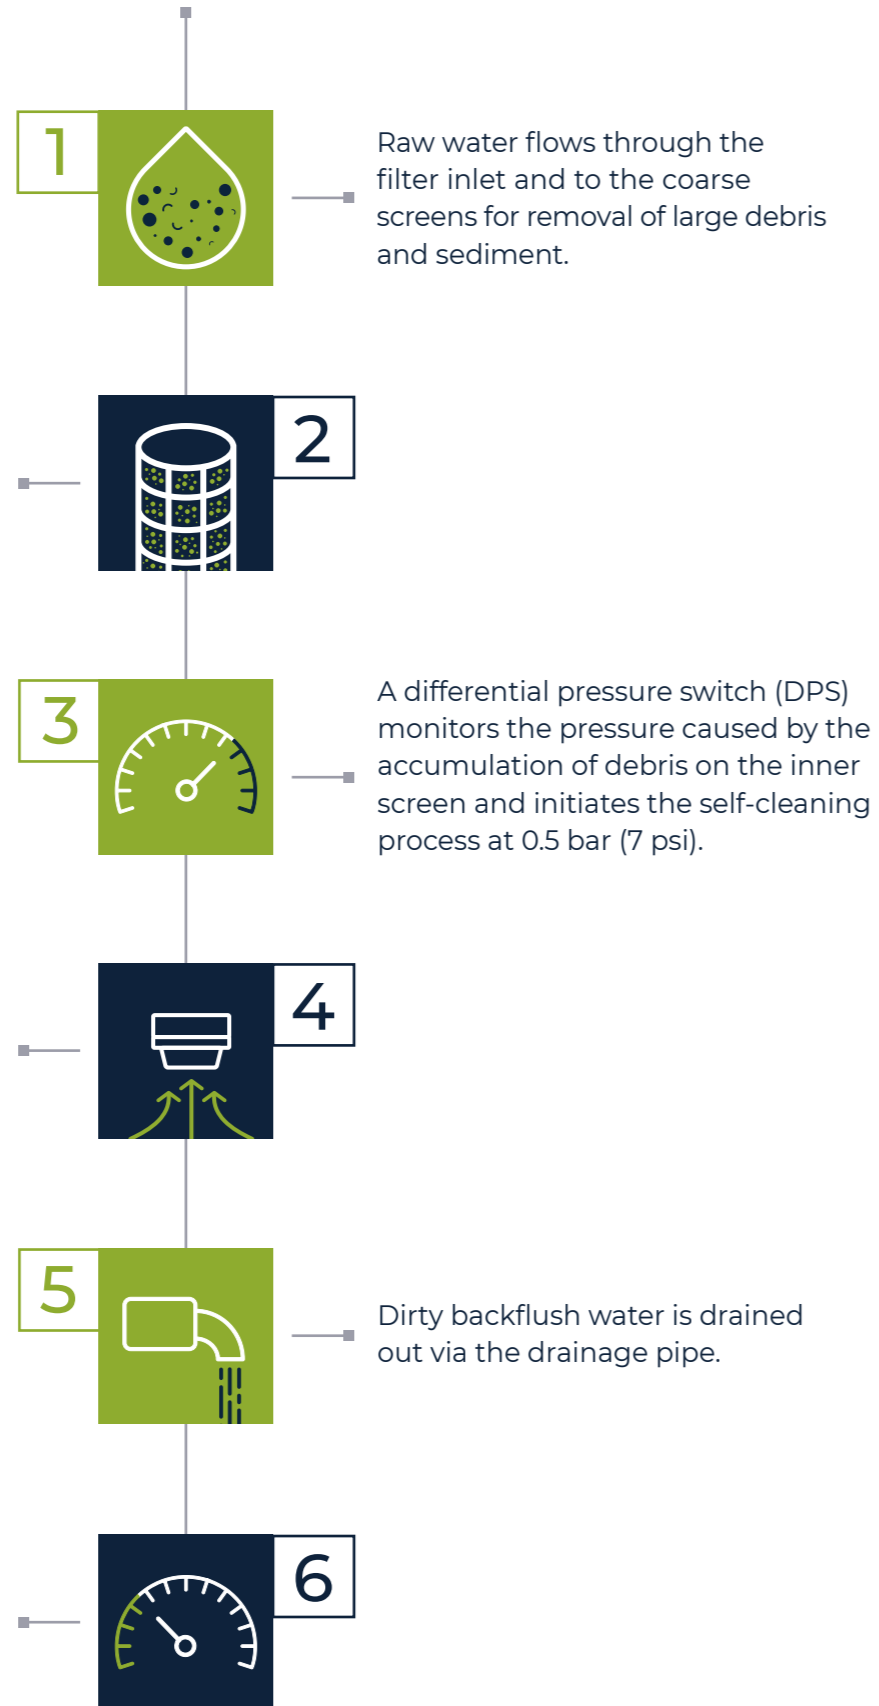 1
Raw water flows through the
filter inlet and to the coarse
screens for removal of large debris
and sediment.
2
3
A differential pressure switch (DPS)
monitors the pressure caused by the
accumulation of debris on the inner
screen and initiates the self-cleaning
process at 0.5 bar (7 psi).
4
5
Dirty backflush water is drained
out via the drainage pipe.
6